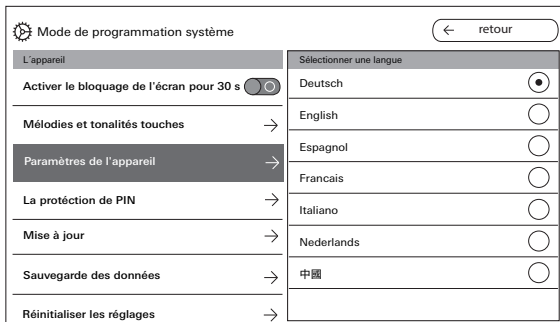 Mode de programmation système
← retour
L'appareil
Activer le bloquage de l'écran pour 30 s
Mélodies et tonalités touches
Paramètres de l'appareil
La protéction de PIN
Mise à jour
Sauvegarde des données
Réinitialiser les réglages
Sélectionner une langue
Deutsch
English
Espagnol
Francais
Italiano
Nederlands
中國